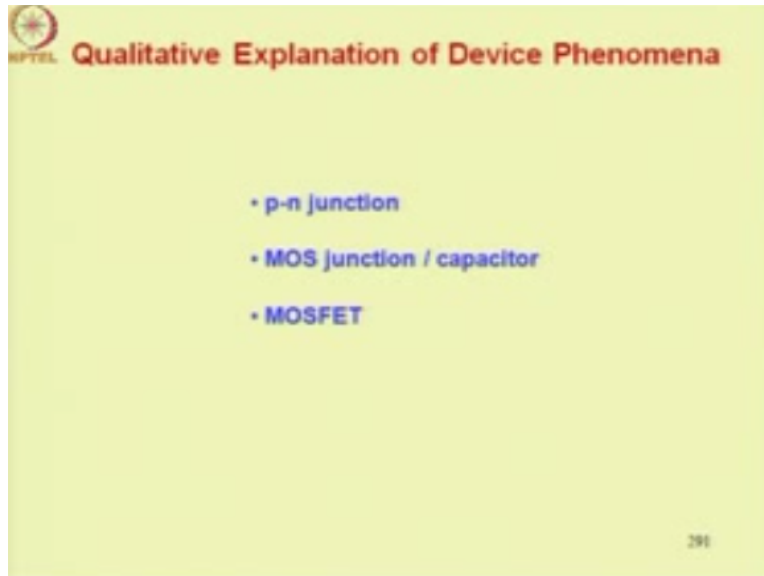 NPTEL
Qualitative Explanation of Device Phenomena
• p-n junction
• MOS junction / capacitor
• MOSFET
291